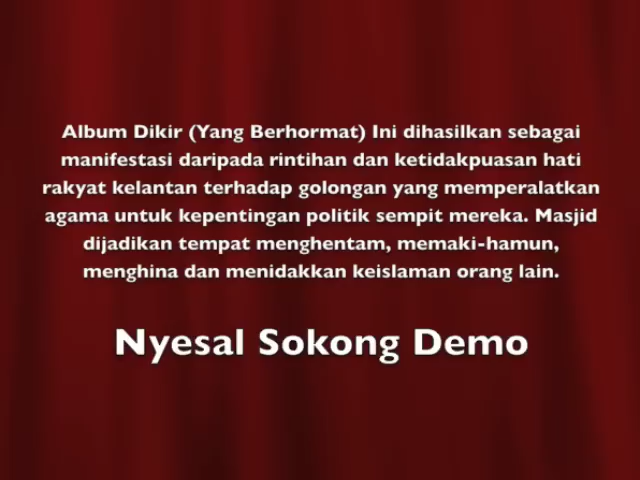 Album Dikir (Yang Berhormat) Ini dihasilkan sebagai
manifestasi daripada rintihan dan ketidakpuasan hati
rakyat kelantan terhadap golongan yang memperalatkan
agama untuk kepentingan politik sempit mereka. Masjid
dijadikan tempat menghentam, memaki-hamun,
menghina dan menidakkan keislaman orang lain.
Nyesal Sokong Demo